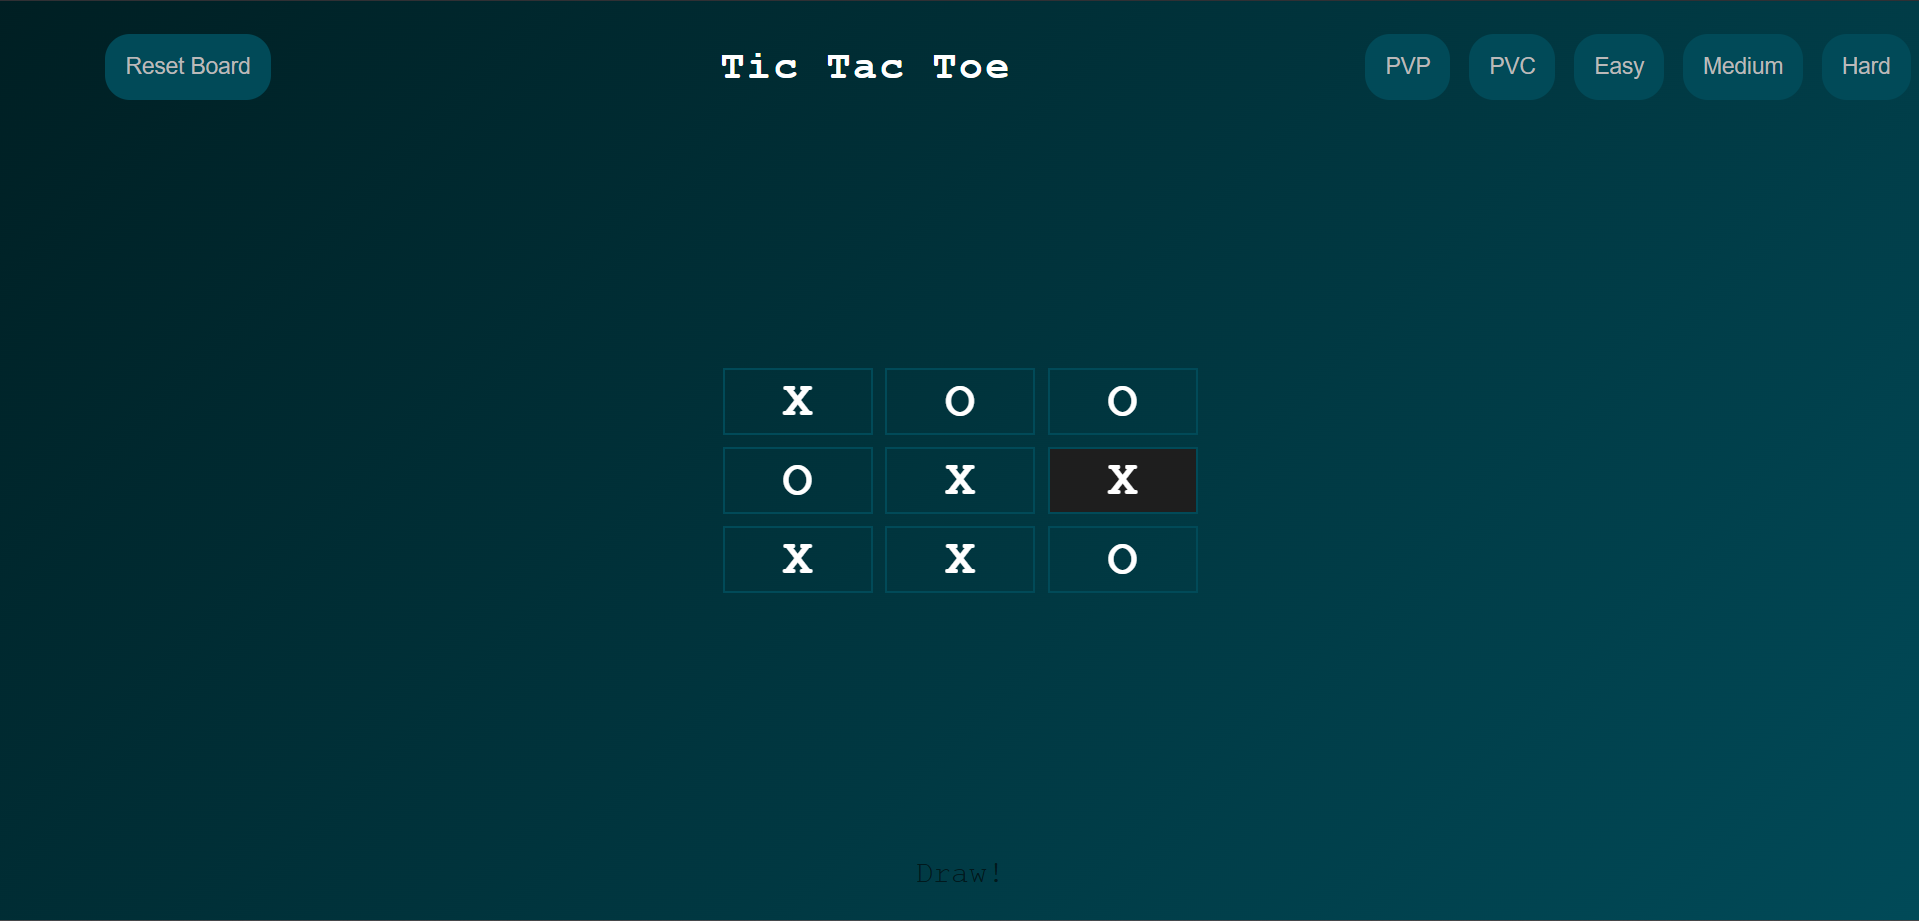 Reset Board Tic Tac Toe PVP PVC Easy Medium Hard
X O O
O X X
X X O
Draw!